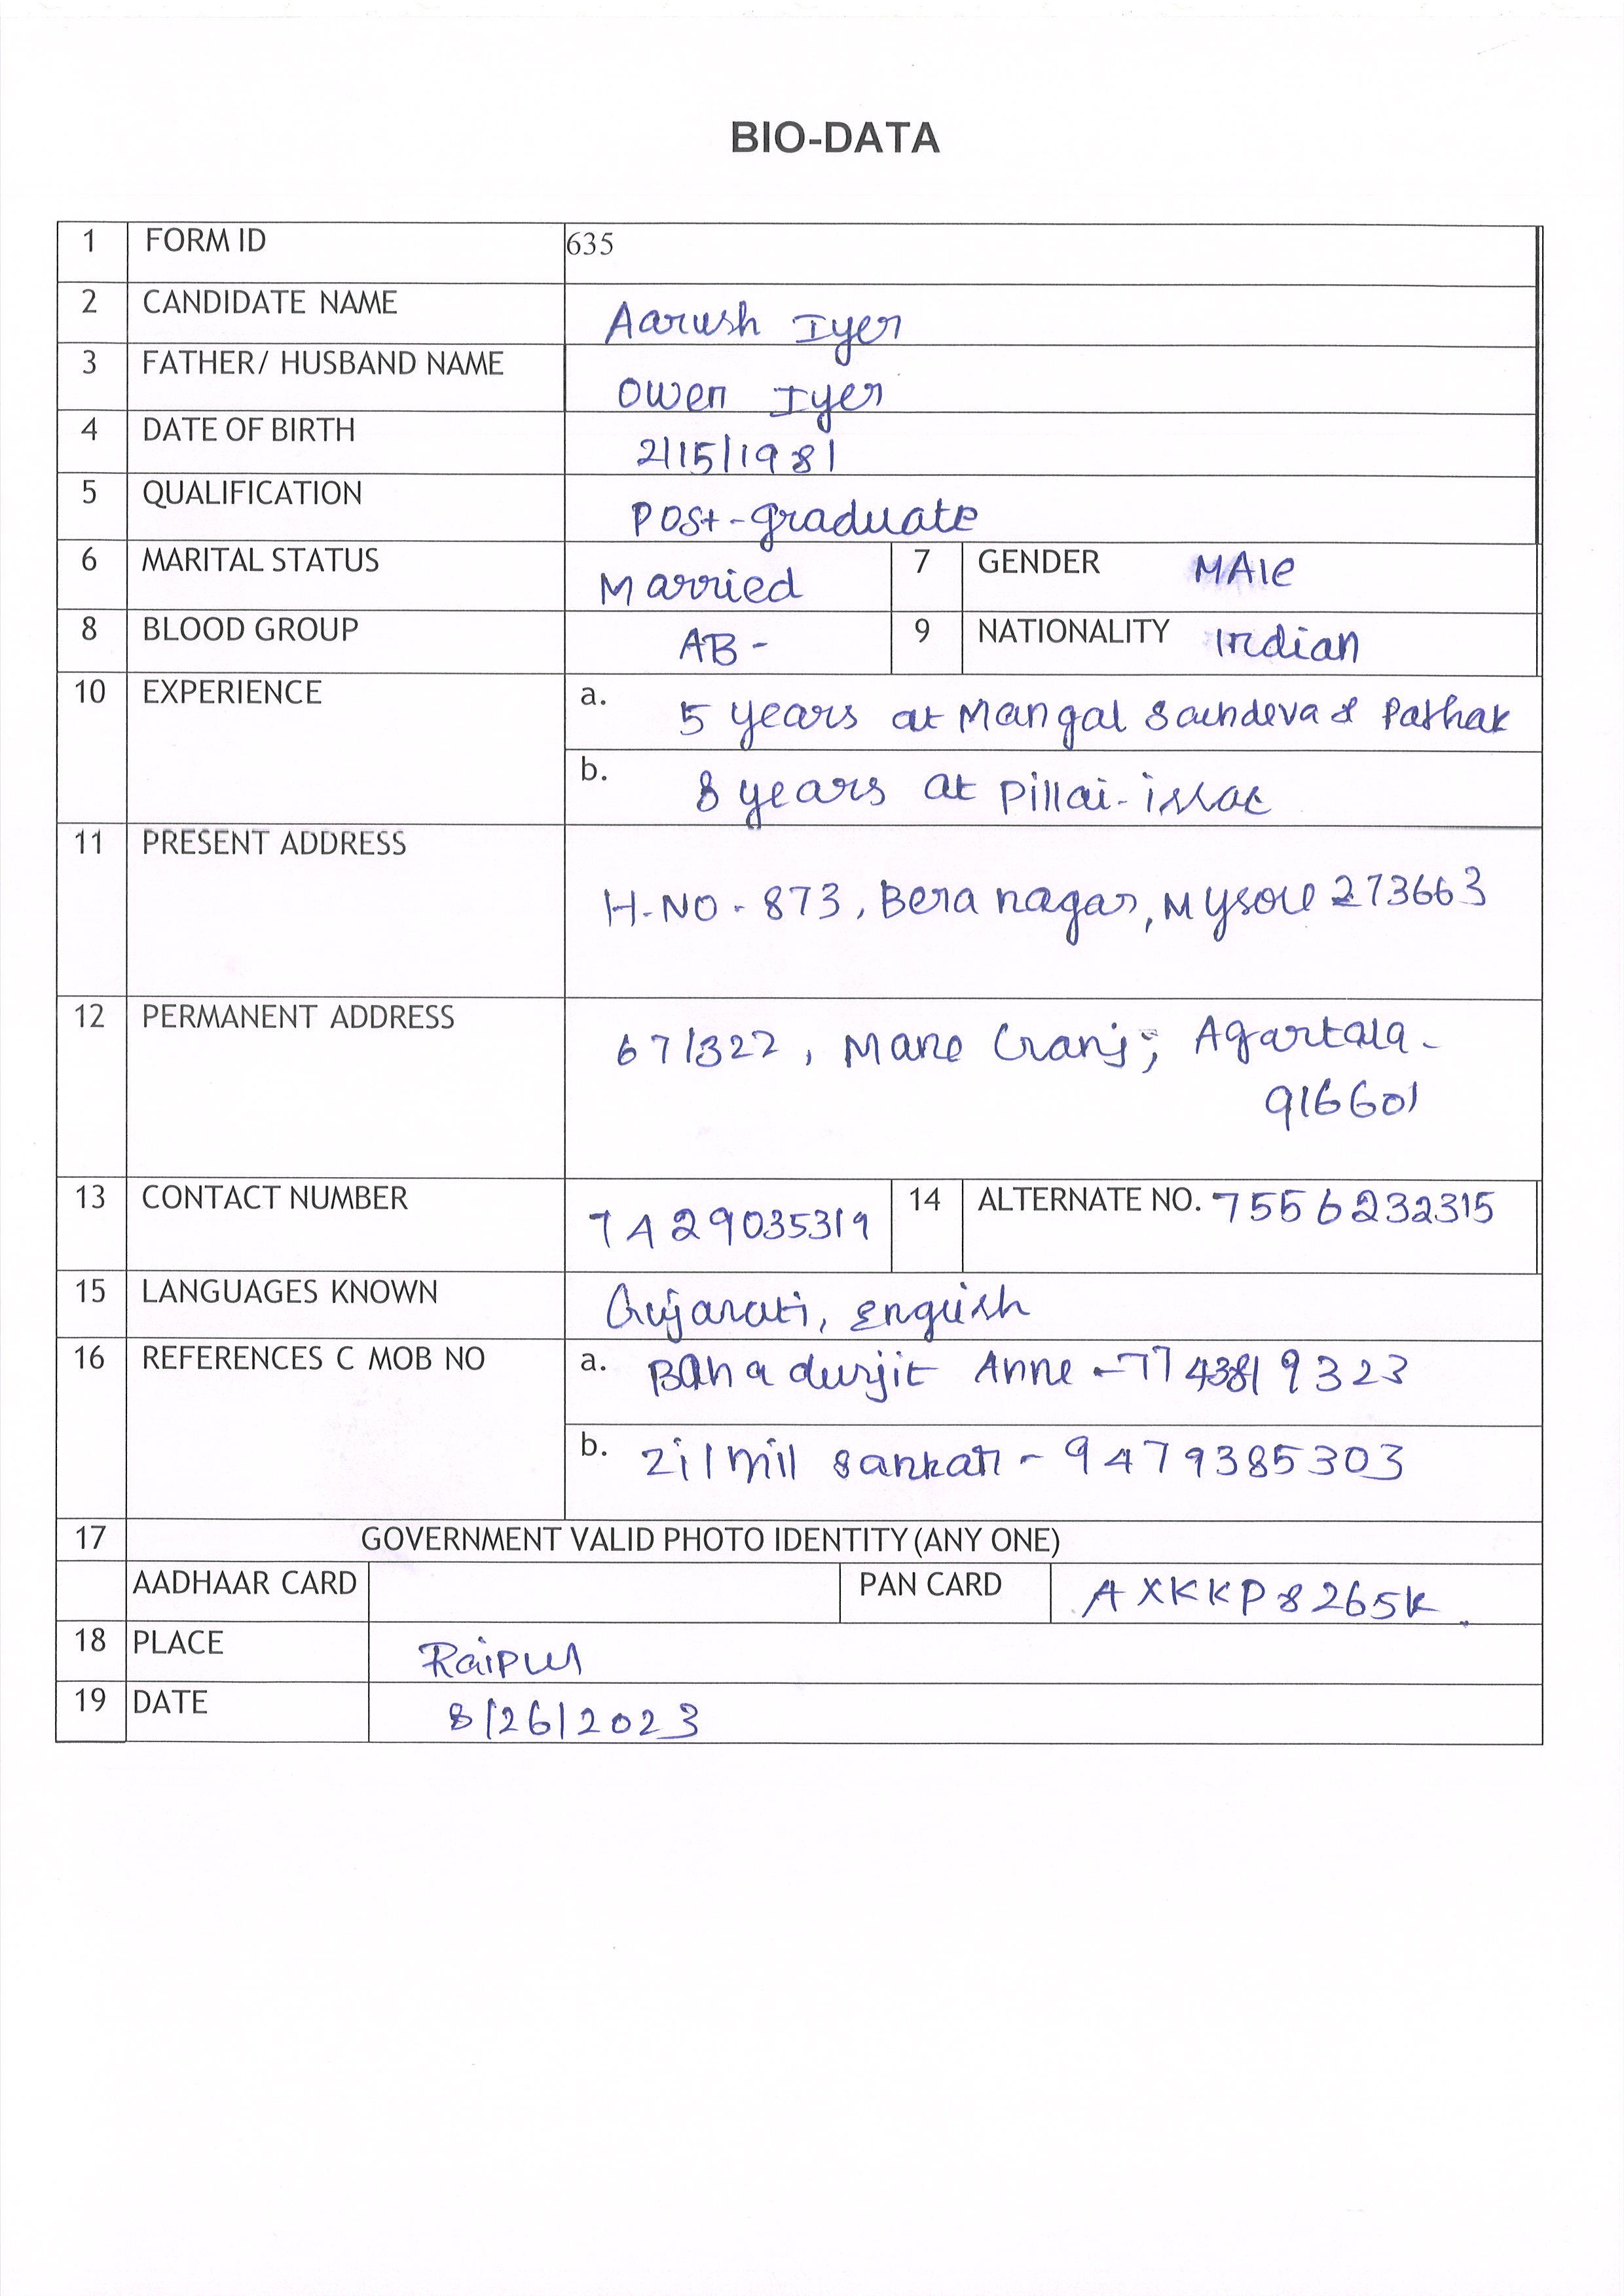 BIO-DATA
1 FORM ID 635
2 CANDIDATE NAME Aarush Iyer
3 FATHER/ HUSBAND NAME Owen Iyer
4 DATE OF BIRTH 2/15/1981
5 QUALIFICATION Post-graduate
6 MARITAL STATUS Married 7 GENDER MAle
8 BLOOD GROUP AB- 9 NATIONALITY Indian
10 EXPERIENCE a. 5 years at Mangal Sachdeva & Pathak
b. 8 years at Pillai-issac
11 PRESENT ADDRESS
H-NO-873, Bera nagar, Mysore 273663
12 PERMANENT ADDRESS 67/322, Mane Ganj, Agartala-
916601
13 CONTACT NUMBER 7429035319 14 ALTERNATE NO. 7556232315
15 LANGUAGES KNOWN Gujarati, English
16 REFERENCES C MOB NO a. Bahadurjit Anne - 7743819323
b. Zilmil Sankar - 9479385303
17 GOVERNMENT VALID PHOTO IDENTITY (ANY ONE)
AADHAAR CARD PAN CARD AXKKP8265K
18 PLACE Raipur
19 DATE 8/26/2023